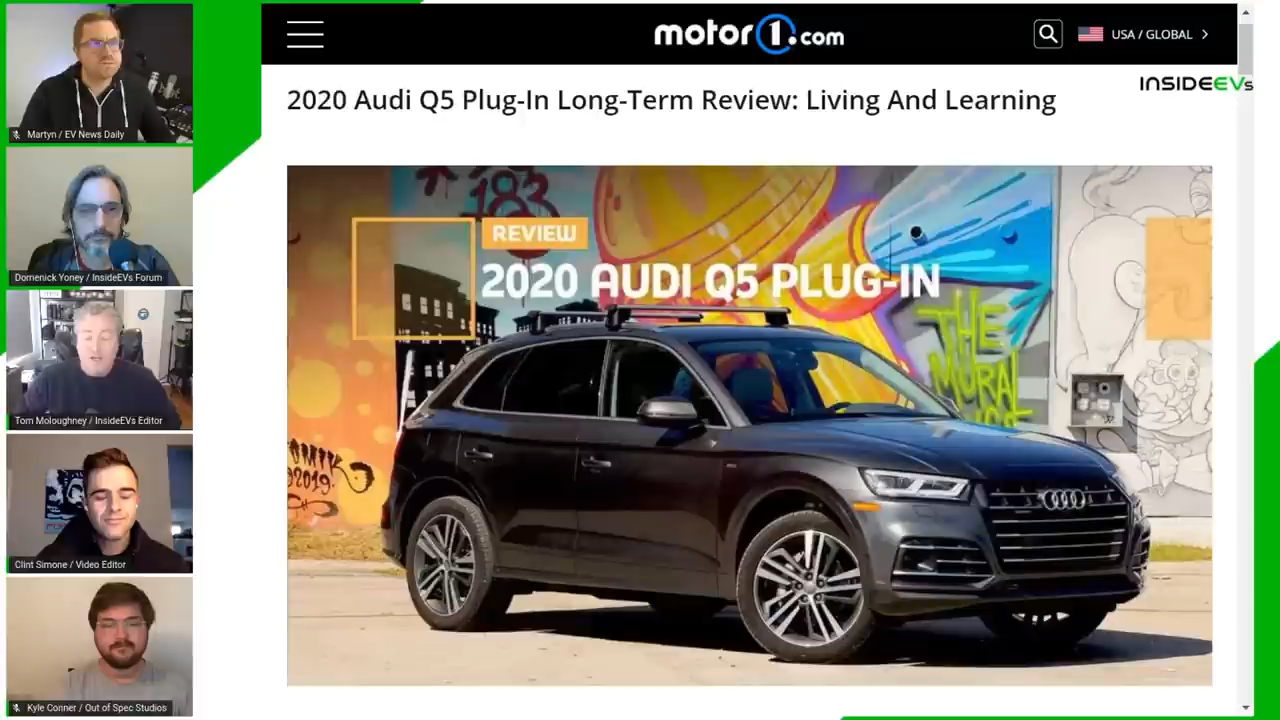 motor1.com
USA / GLOBAL
INSIDEEVs
2020 Audi Q5 Plug-In Long-Term Review: Living And Learning
183
REVIEW
2020 AUDI Q5 PLUG-IN
THE
MURAL
2019
Martyn / EV News Daily
Domenick Yoney / InsideEVs Forum
Tom Moloughney / InsideEVs Editor
Clint Simone / Video Editor
Kyle Conner / Out of Spec Studios